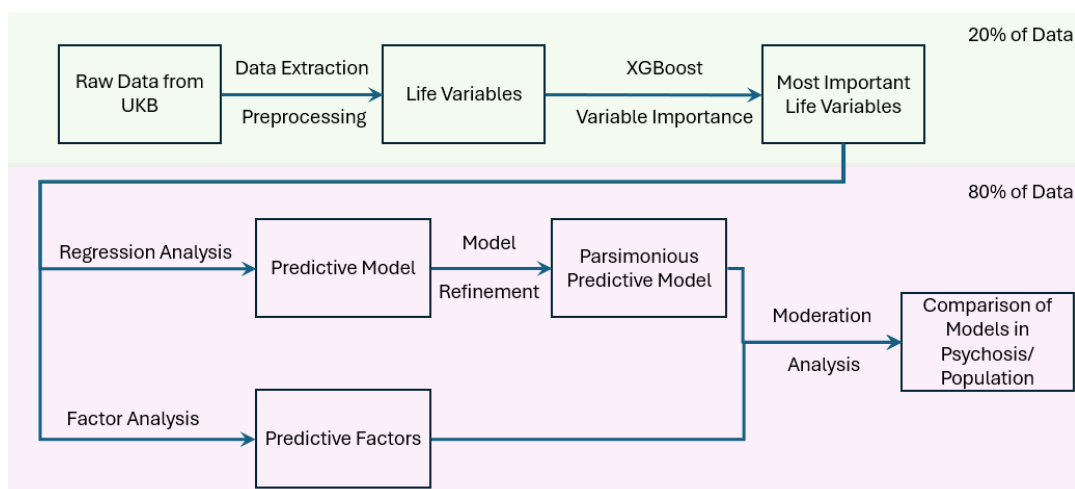 20% of Data
Raw Data from
UKB
Data Extraction
Preprocessing
Life Variables
XGBoost
Variable Importance
Most Important
Life Variables
80% of Data
Regression Analysis
Predictive Model
Model
Refinement
Parsimonious
Predictive Model
Moderation
Analysis
Comparison of
Models in
Psychosis/
Population
Factor Analysis
Predictive Factors